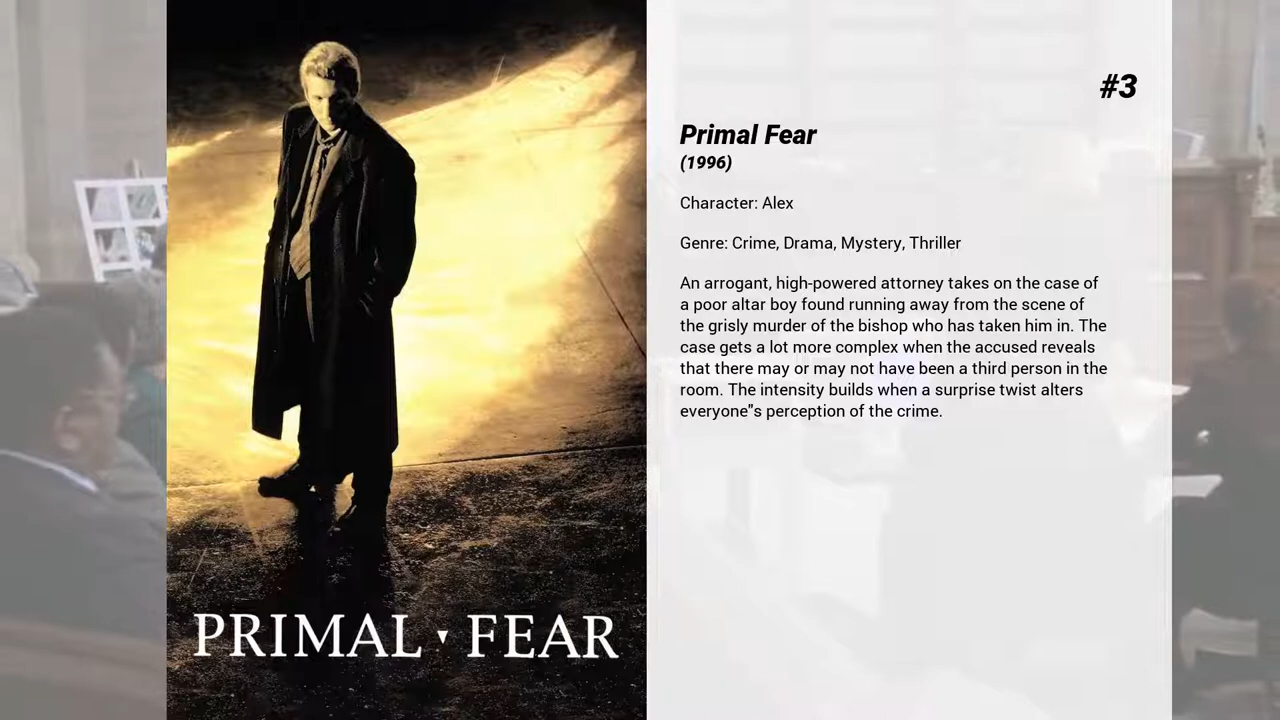 #3
Primal Fear
(1996)
Character: Alex
Genre: Crime, Drama, Mystery, Thriller
An arrogant, high-powered attorney takes on the case of
a poor altar boy found running away from the scene of
the grisly murder of the bishop who has taken him in. The
case gets a lot more complex when the accused reveals
that there may or may not have been a third person in the
room. The intensity builds when a surprise twist alters
everyone"s perception of the crime.
PRIMAL ▾ FEAR